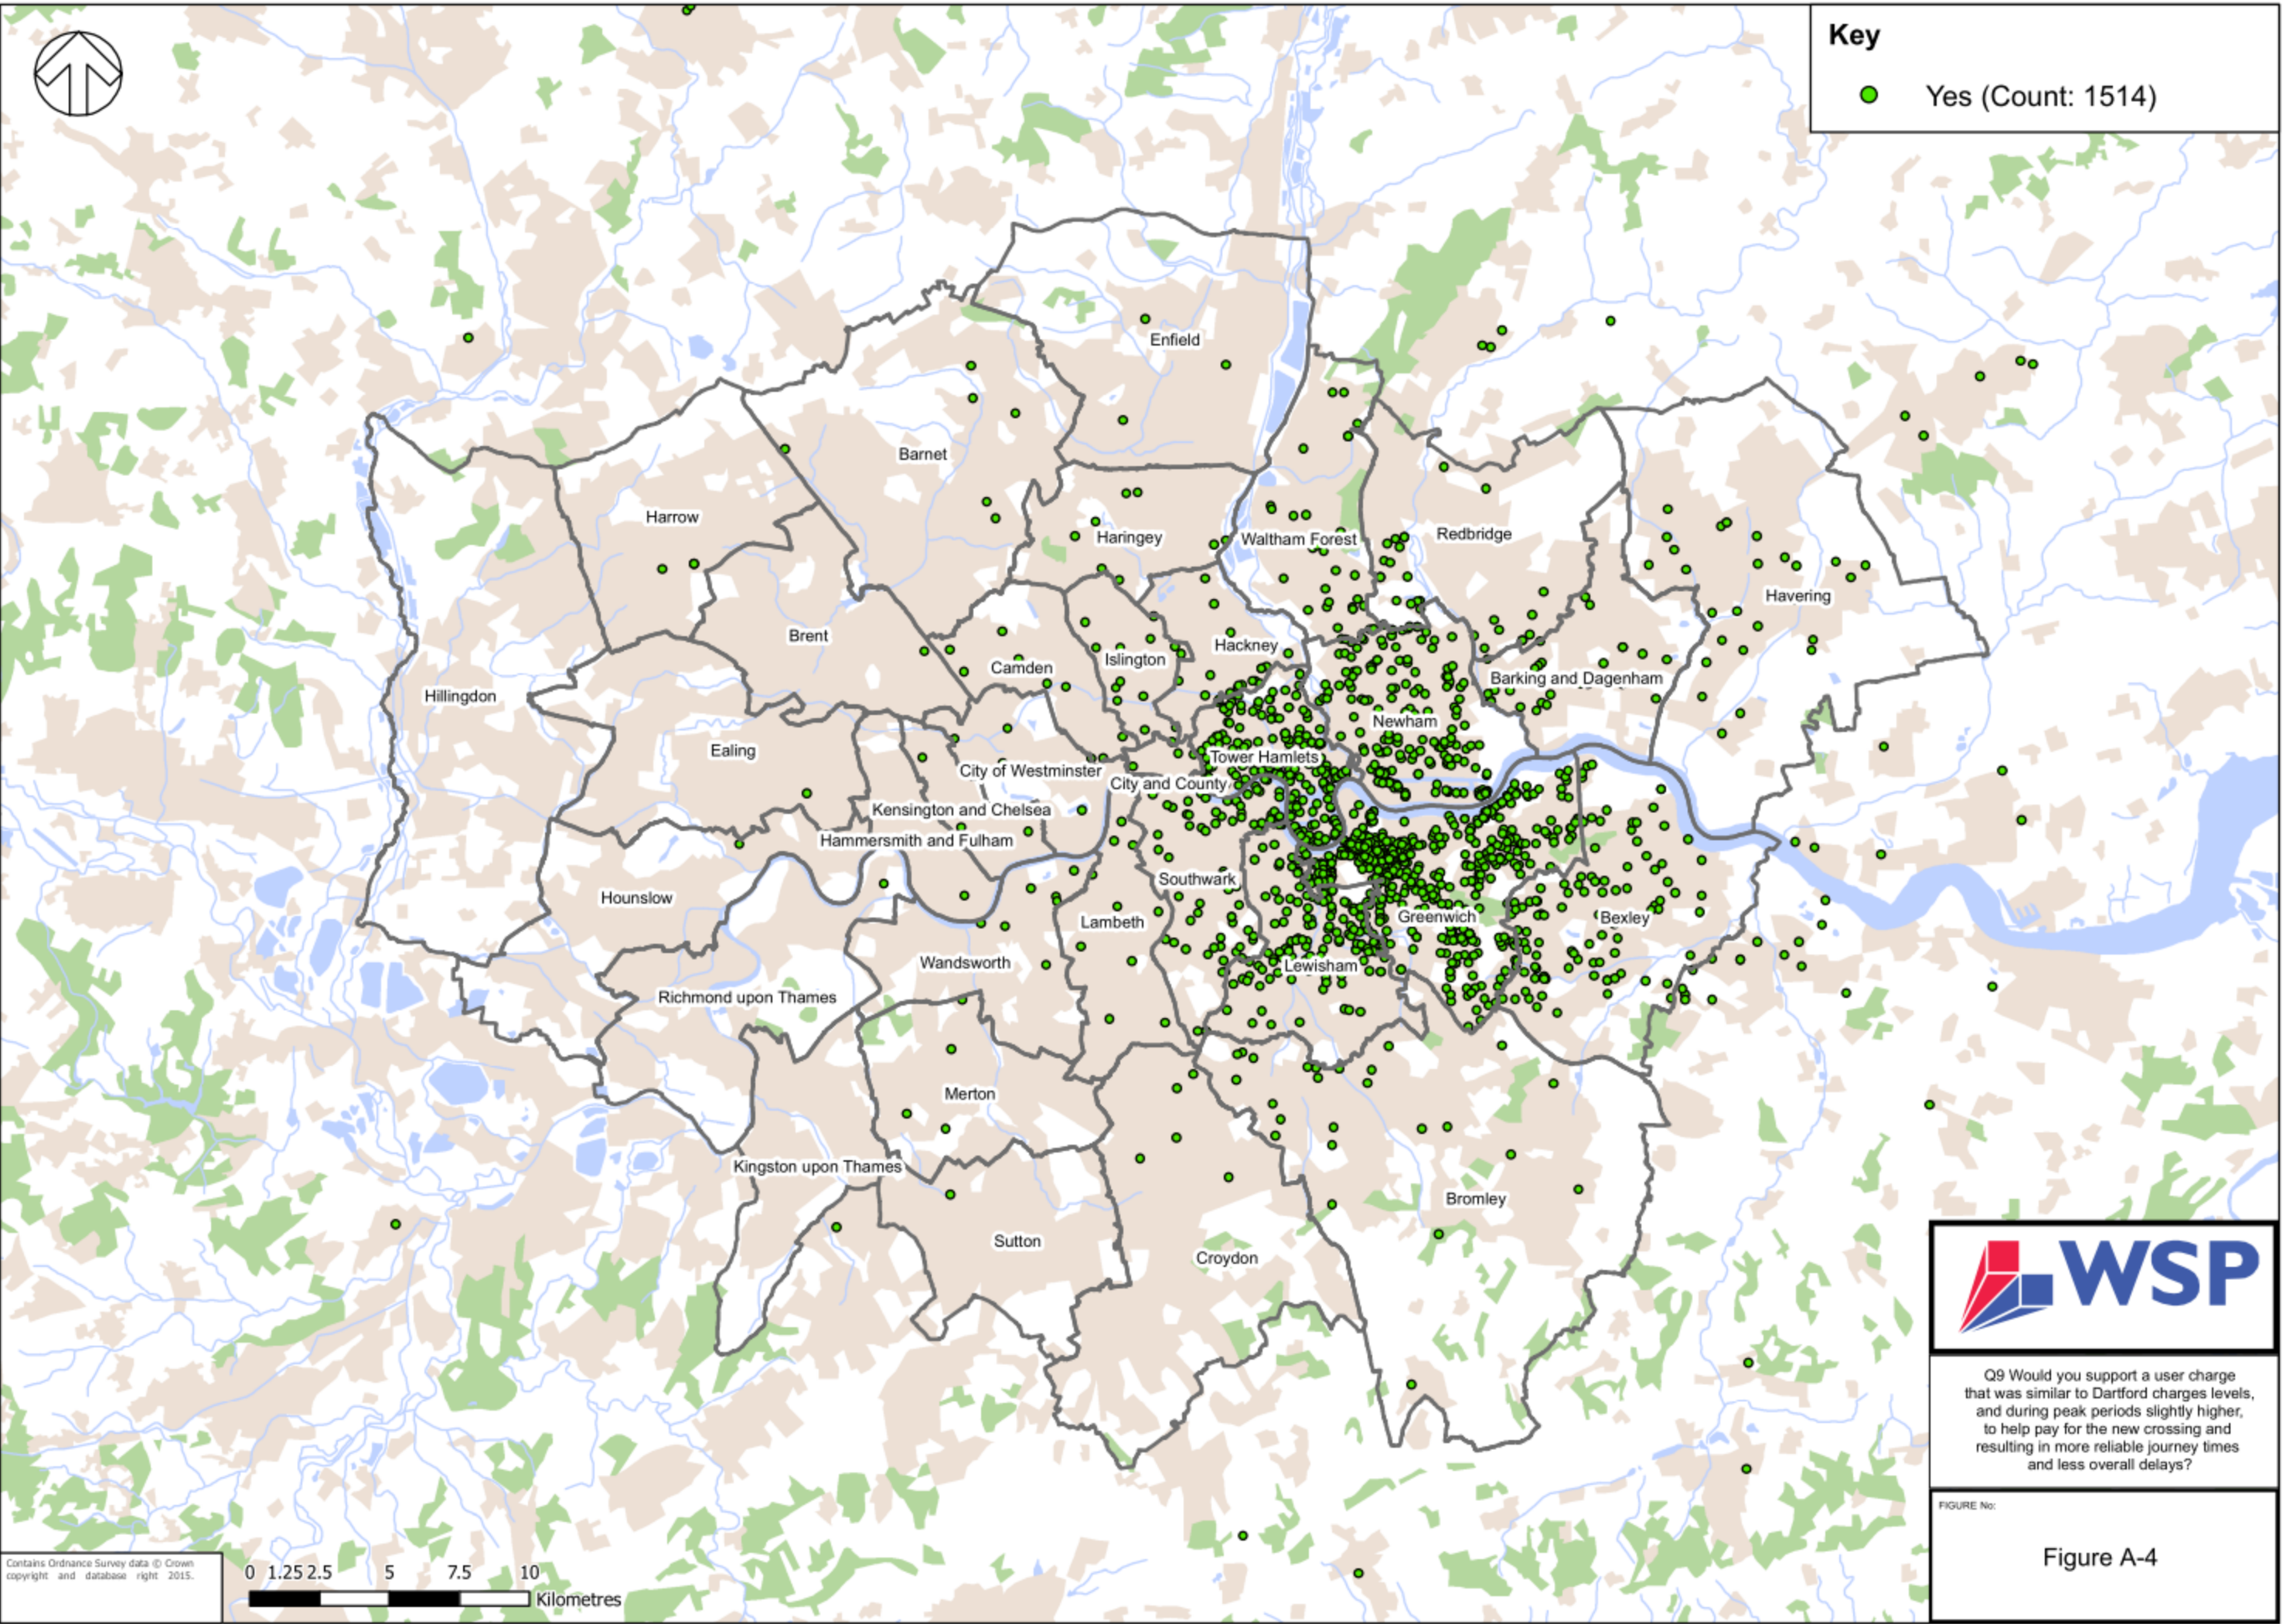 Key
Yes (Count: 1514)
Enfield
Barnet
Harrow
Haringey
Waltham Forest
Redbridge
Havering
Brent
Hackney
Camden
Islington
Barking and Dagenham
Hillingdon
Newham
Ealing
Tower Hamlets
City of Westminster
City and County
Kensington and Chelsea
Hammersmith and Fulham
Southwark
Hounslow
Lambeth
Greenwich
Bexley
Wandsworth
Lewisham
Richmond upon Thames
Merton
Kingston upon Thames
Bromley
Sutton
Croydon
WSP
Q9 Would you support a user charge
that was similar to Dartford charges levels,
and during peak periods slightly higher,
to help pay for the new crossing and
resulting in more reliable journey times
and less overall delays?
FIGURE No:
Figure A-4
Contains Ordnance Survey data © Crown
copyright and database right 2015.
0 1.25 2.5 5 7.5 10
Kilometres